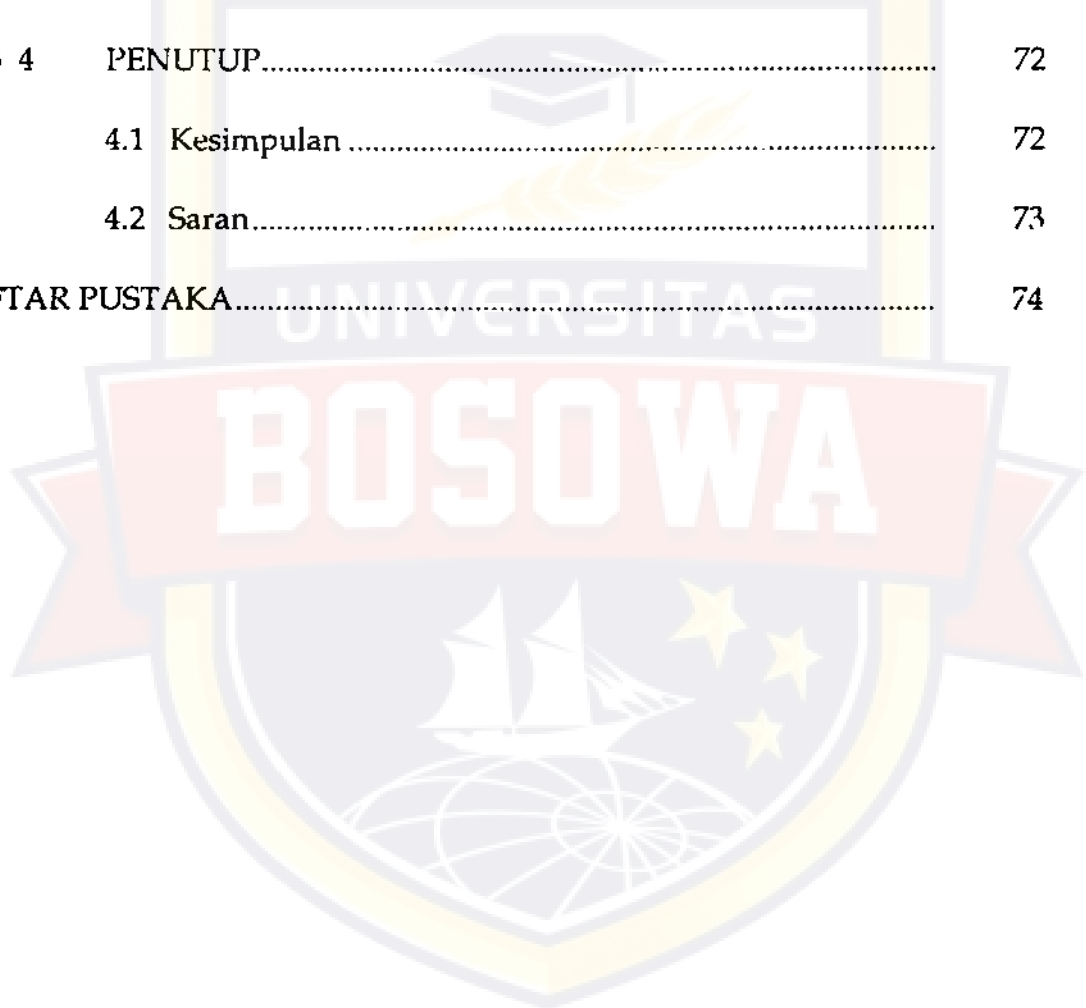 4 PENUTUP........................................ 72
4.1 Kesimpulan ........................................ 72
4.2 Saran........................................ 73
TAR PUSTAKA........................................ 74
UNIVERSITAS
BOSOWA